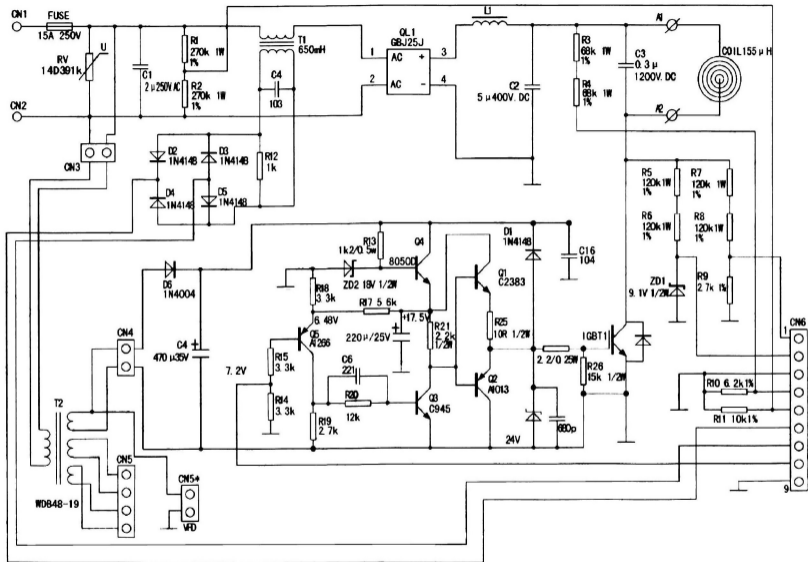 CN1
FUSE
15A 250V
RV
14D391k
U
C1
2μ250V AC
R1
270k 1W
1%
R2
270k 1W
1%
T1
650mH
C4
103
QL1
GBJ25J
1
AC
+
3
2
AC
-
4
L1
C2
5μ400V. DC
R3
68k 1W
1%
R4
68k 1W
1%
C3
0.3μ
1200V. DC
A1
A2
COIL155μH
CN2
CN3
D2
1N4148
D3
1N4148
D4
1N4148
D5
1N4148
R12
1k
R5
120k 1W
R6
120k 1W
1%
R7
120k 1W
R8
120k 1W
1%
ZD1
9.1V 1/2W
R9
2.7k 1%
CN6
1
9
R10 6.2k1%
R11 10k1%
D6
1N4004
C4
470μ35V
+
R13
1k2/0.5w
ZD2 18V 1/2W
Q4
8050D
R18
3.3k
R17 5.6k
6.48V
Q5
A1266
220μ/25V
+
+17.5V
R21
2.2k
1/2W
Q1
C2383
R25
10R 1/2W
D1
1N4148
C16
104
2.2/0.25W
IGBT1
R26
15k 1/2W
7.2V
R15
3.3k
R14
3.3k
C6
221
R20
12k
R19
2.7k
Q3
C945
Q2
A1013
24V
680p
CN4
T2
WD848-19
CN5
CN5*
VFD